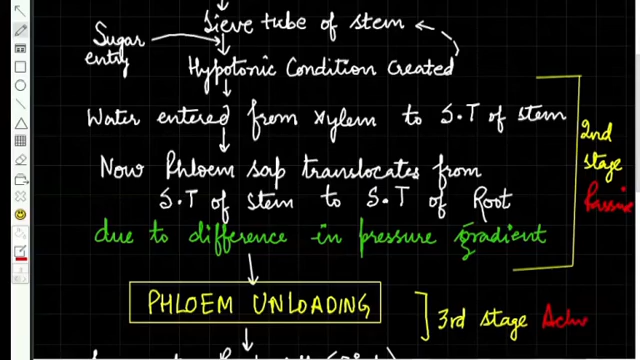 Sieve tube of stem
Sugar entry
Hypotonic Condition Created
Water entered from xylem to S.T of stem
Now Phloem sap translocates from
S.T of Stem to S.T of Root
due to difference in pressure gradient
2nd stage
Passive
PHLOEM UNLOADING
3rd stage